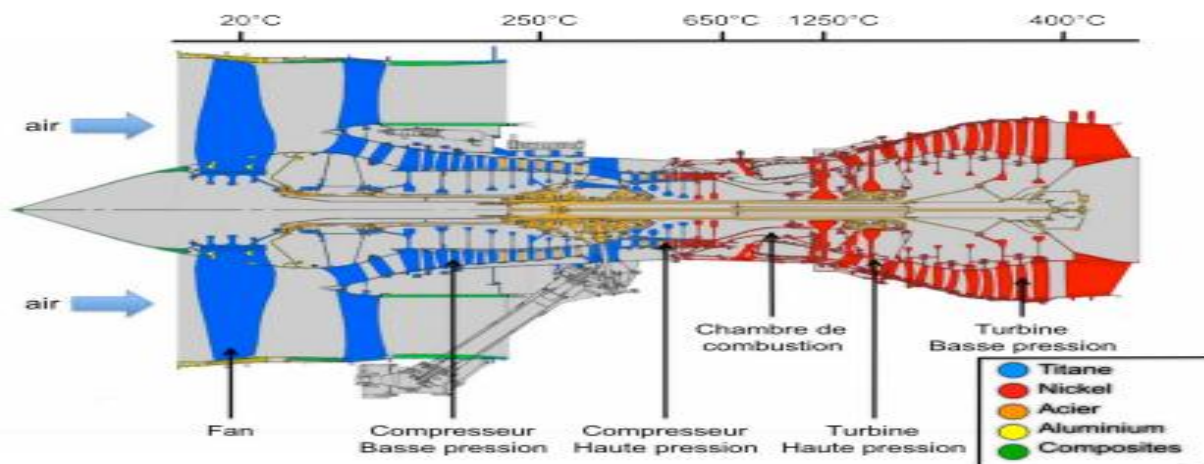 20°C 250°C 650°C 1250°C 400°C
air
air
Chambre de
combustion
Turbine
Basse pression
Fan
Compresseur
Basse pression
Compresseur
Haute pression
Turbine
Haute pression
Titane
Nickel
Acier
Aluminium
Composites